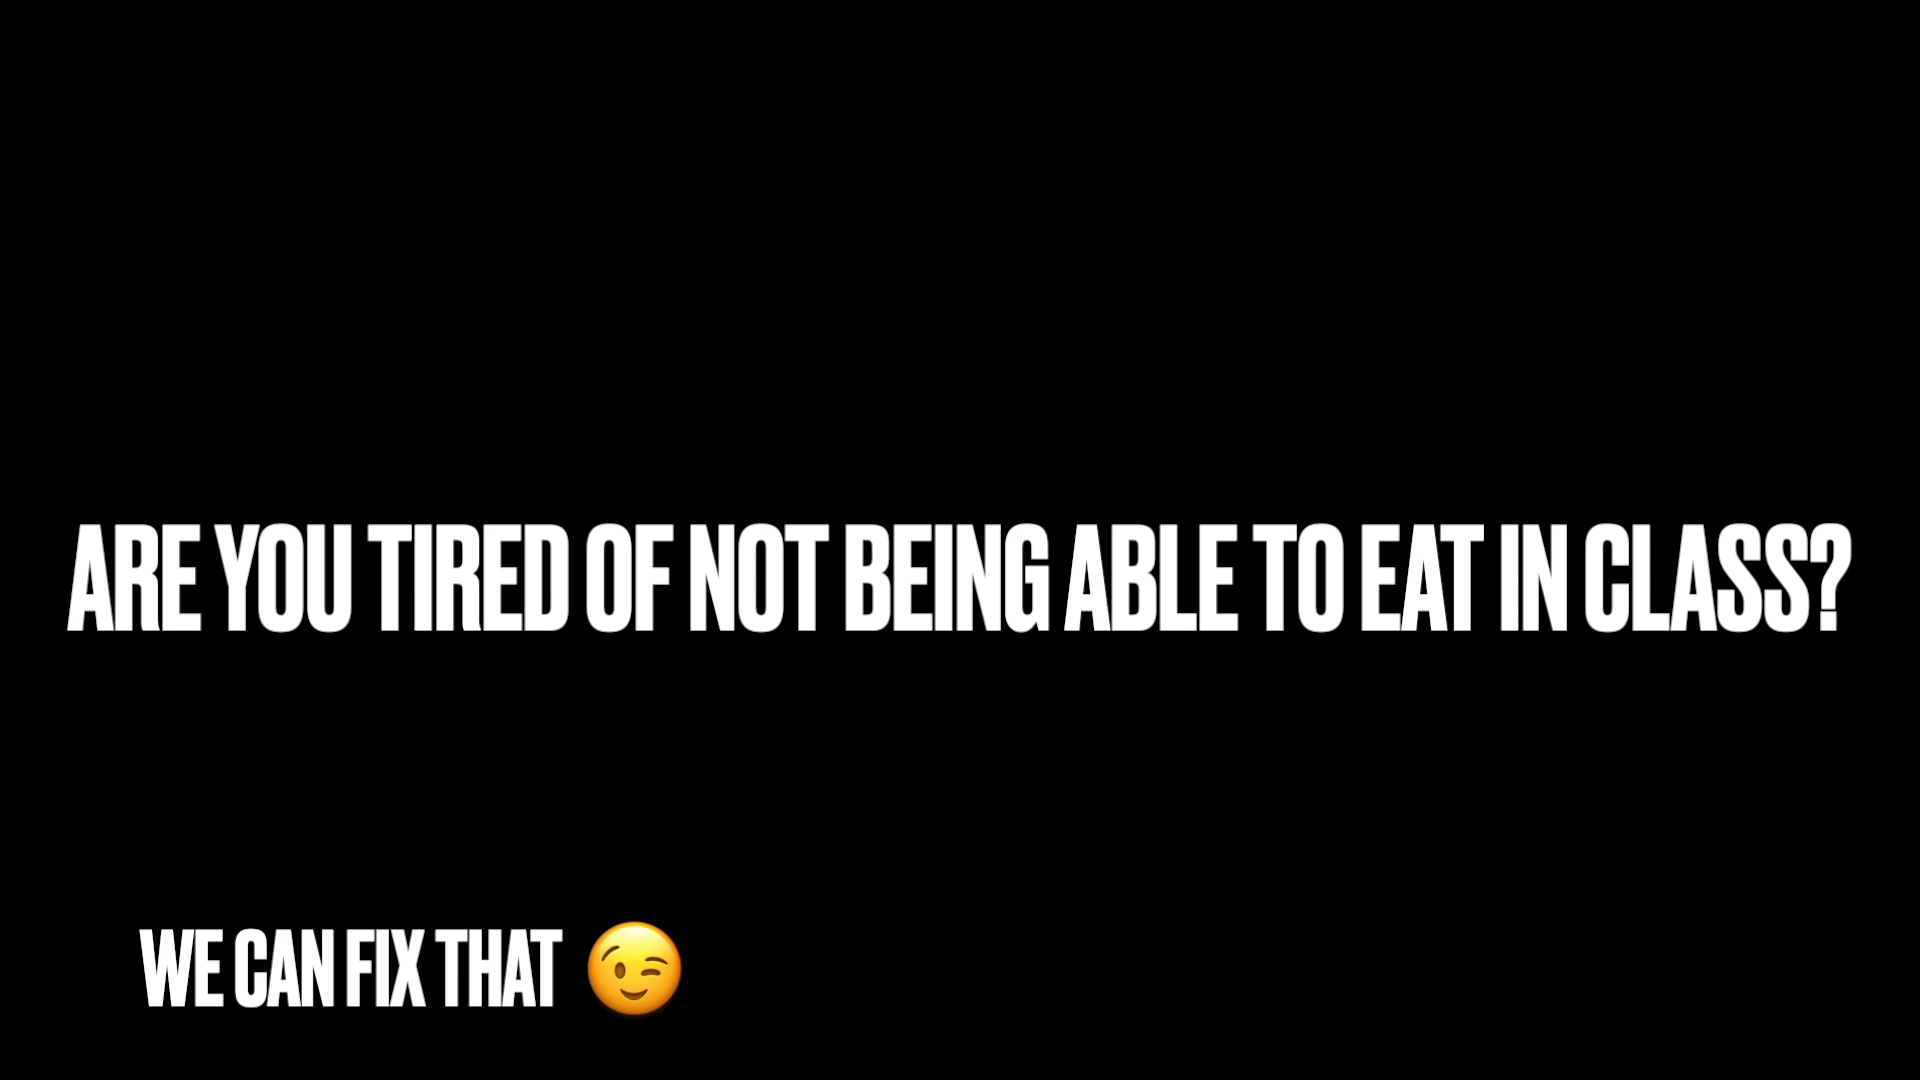 ARE YOU TIRED OF NOT BEING ABLE TO EAT IN CLASS?
WE CAN FIX THAT 😉